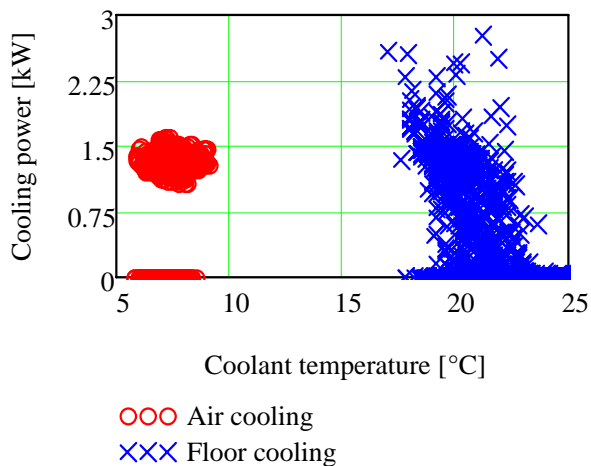 3
2.25
1.5
0.75
0
Cooling power [kW]
5 10 15 20 25
Coolant temperature [°C]
Air cooling
Floor cooling